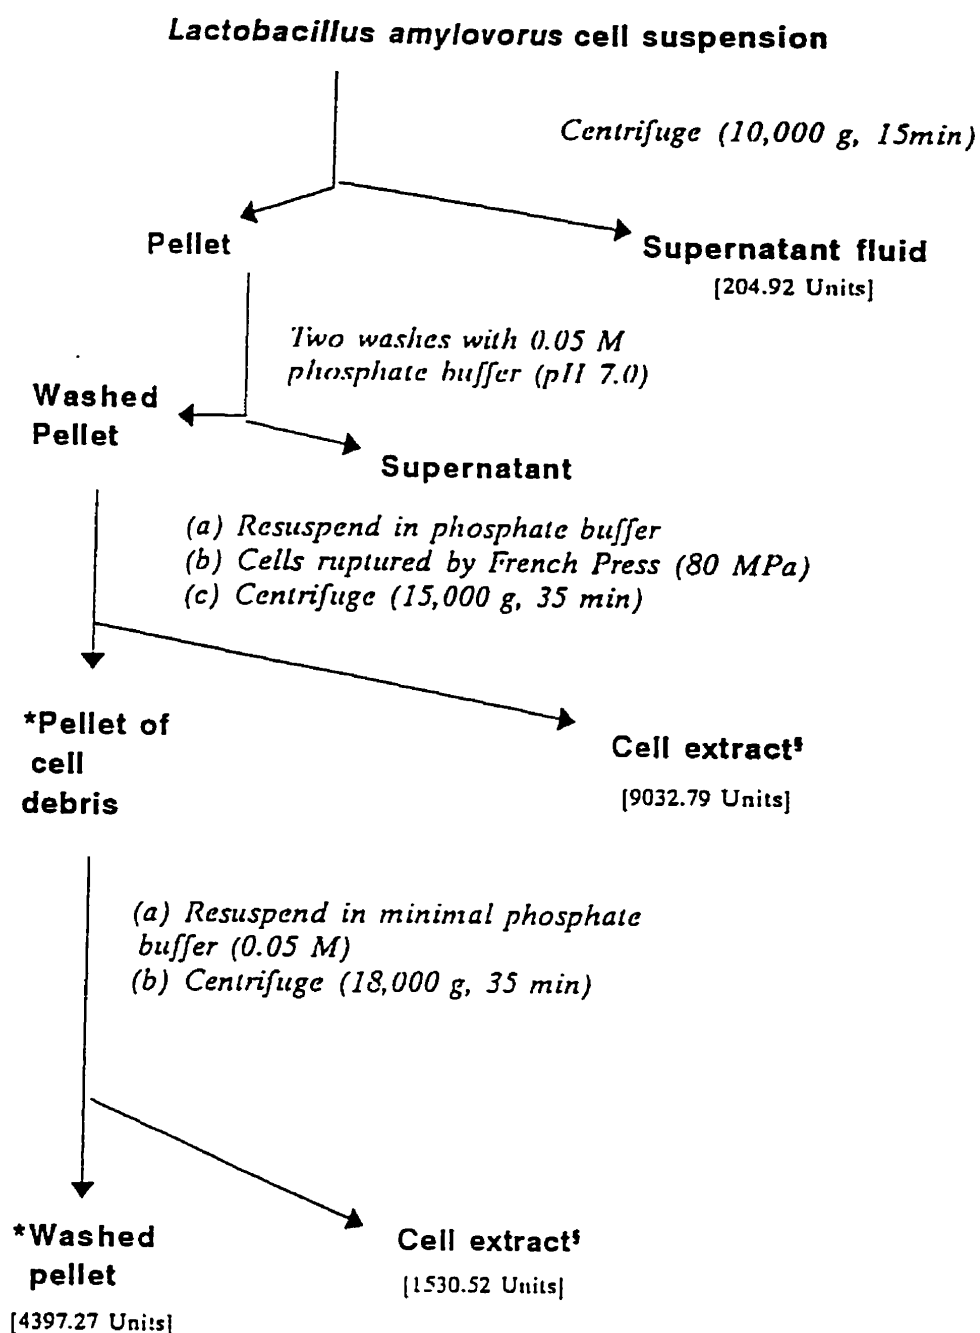 Lactobacillus amylovorus cell suspension
Centrifuge (10,000 g, 15min)
Pellet
Supernatant fluid
[204.92 Units]
Two washes with 0.05 M
phosphate buffer (pH 7.0)
Washed
Pellet
Supernatant
(a) Resuspend in phosphate buffer
(b) Cells ruptured by French Press (80 MPa)
(c) Centrifuge (15,000 g, 35 min)
*Pellet of
cell
debris
Cell extract§
[9032.79 Units]
(a) Resuspend in minimal phosphate
buffer (0.05 M)
(b) Centrifuge (18,000 g, 35 min)
*Washed
pellet
[4397.27 Units]
Cell extract§
[1530.52 Units]